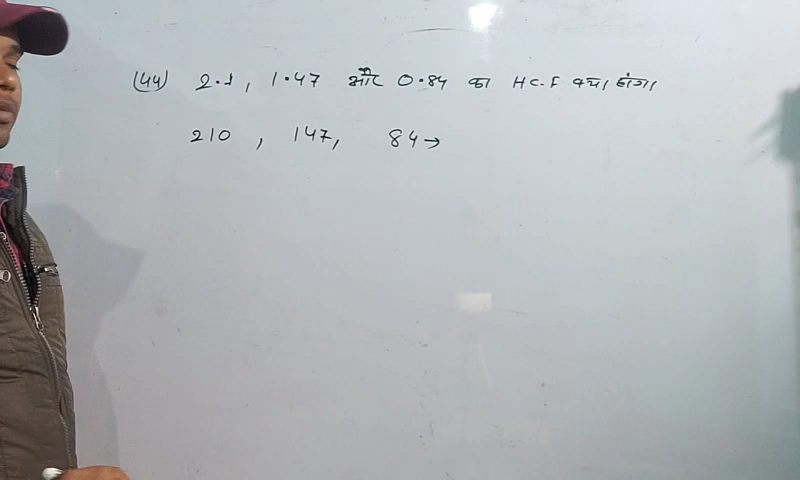 (44) 2.1, 1.47 और 0.84 का H.C.F क्या होगा
210, 147, 84→